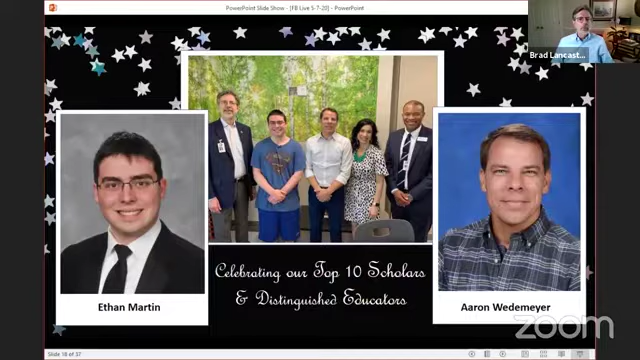 PowerPoint Slide Show - [FB Live 5-7-20] - PowerPoint
Brad Lancast...
Celebrating our Top 10 Scholars
& Distinguished Educators
Ethan Martin
Aaron Wedemeyer
zoom
Slide 18 of 37